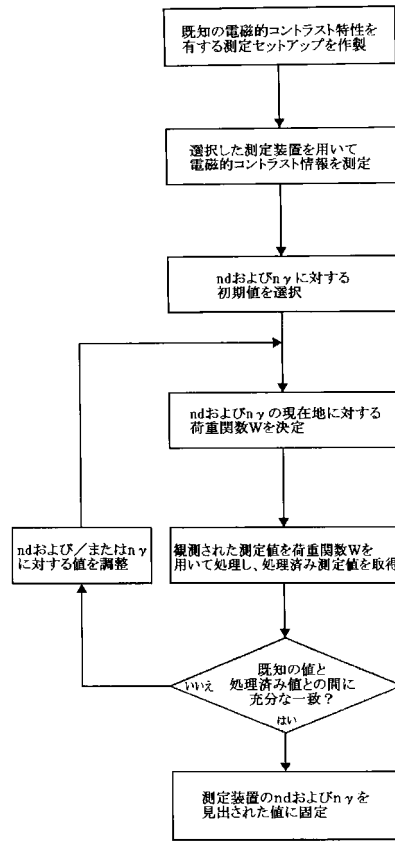 既知の電磁的コントラスト特性を
有する測定セットアップを作製
選択した測定装置を用いて
電磁的コントラスト情報を測定
ndおよびnγに対する
初期値を選択
ndおよびnγの現在地に対する
荷重関数Wを決定
観測された測定値を荷重関数Wを
用いて処理し、処理済み測定値を取得
ndおよび／またはnγ
に対する値を調整
既知の値と
処理済み値との間に
充分な一致？
いいえ
はい
測定装置のndおよびnγを
見出された値に固定